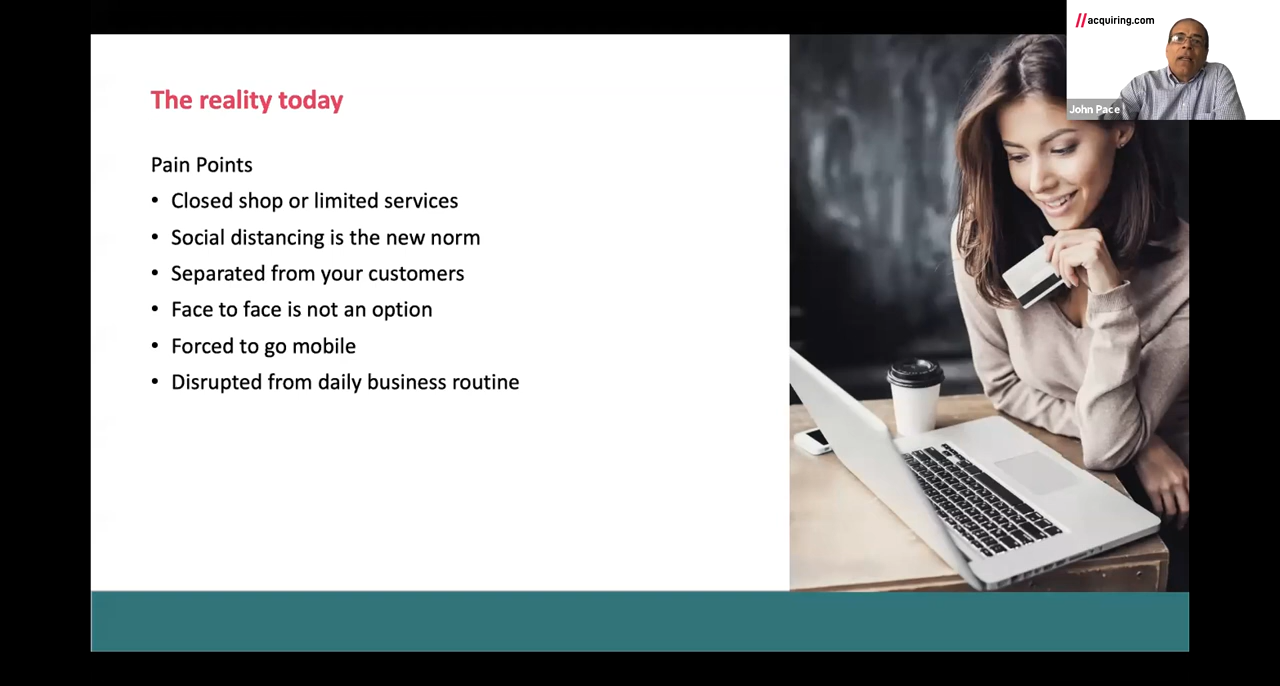 The reality today
Pain Points
• Closed shop or limited services
• Social distancing is the new norm
• Separated from your customers
• Face to face is not an option
• Forced to go mobile
• Disrupted from daily business routine
//acquiring.com
John Pace